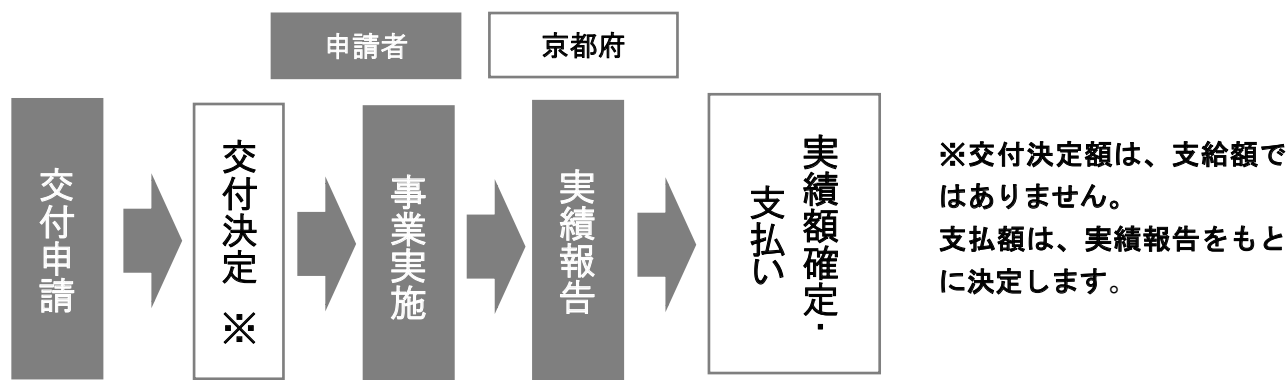 申請者
京都府
交付申請
交付決定 ※
事業実施
実績報告
実績額確定・
支払い
※交付決定額は、支給額で
はありません。
支払額は、実績報告をもと
に決定します。